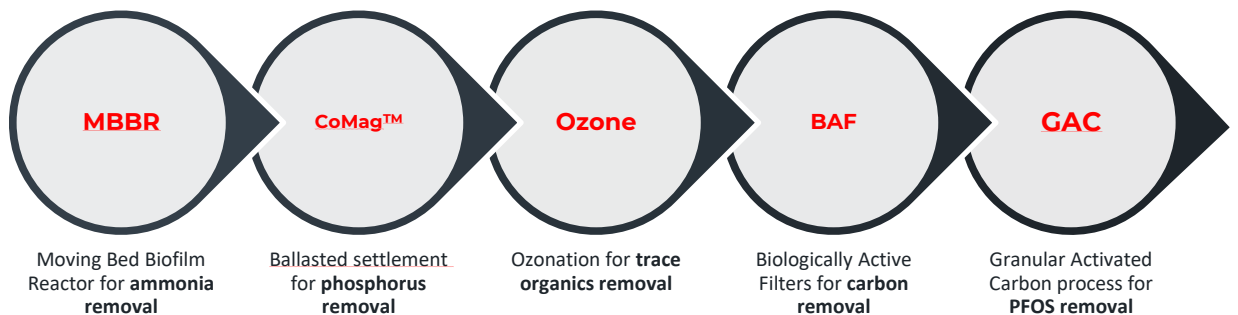 MBBR
CoMag™
Ozone
BAF
GAC
Moving Bed Biofilm
Reactor for ammonia
removal
Ballasted settlement
for phosphorus
removal
Ozonation for trace
organics removal
Biologically Active
Filters for carbon
removal
Granular Activated
Carbon process for
PFOS removal